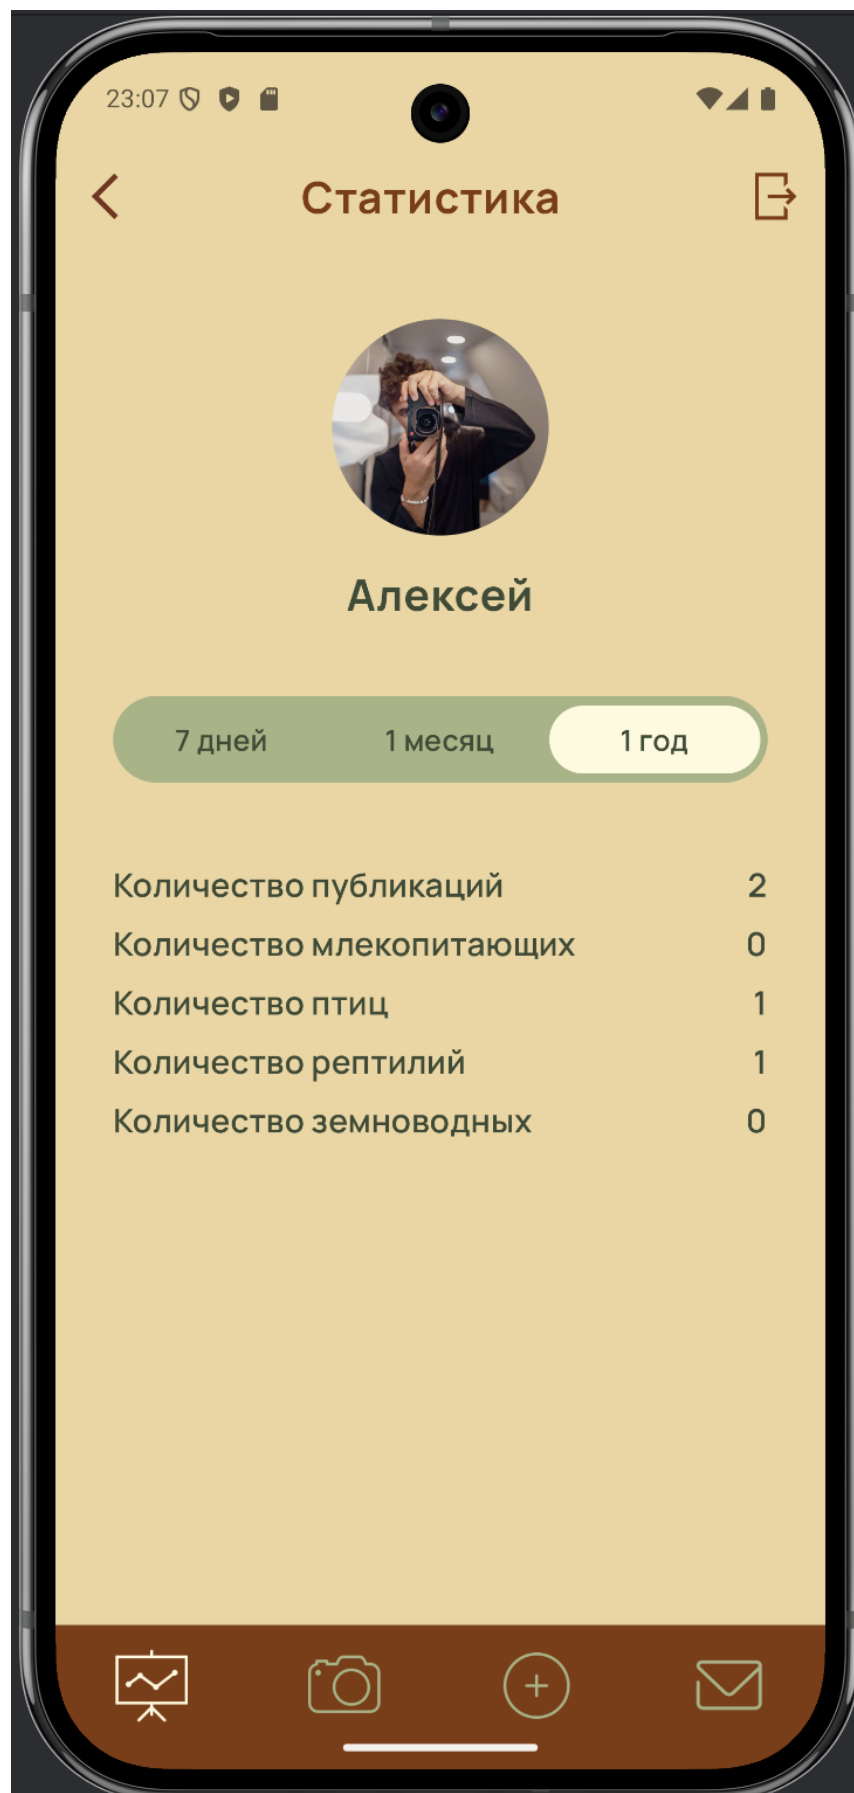 23:07
Статистика
Алексей
7 дней 1 месяц 1 год
Количество публикаций 2
Количество млекопитающих 0
Количество птиц 1
Количество рептилий 1
Количество земноводных 0